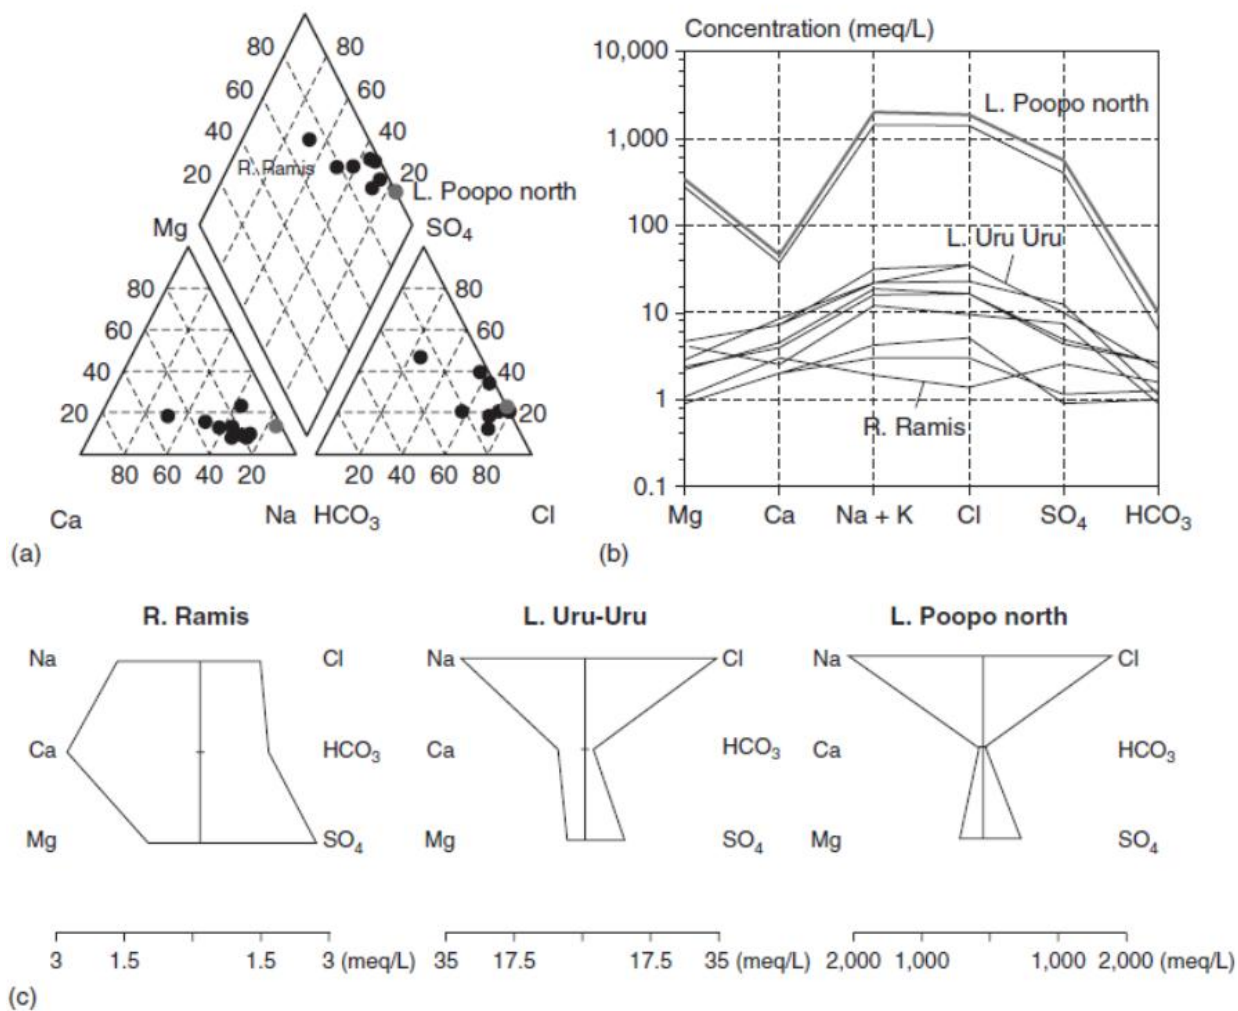 80 80
60 60
40 40
20 R. Ramis 20
L. Poopo north
Mg SO4
80 80
60 60
40 40
20 20
80 60 40 20 20 40 60 80
Ca Na HCO3 Cl
(a)
Concentration (meq/L)
10,000
L. Poopo north
1,000
100
L. Uru Uru
10
1
R. Ramis
0.1
Mg Ca Na + K Cl SO4 HCO3
(b)
R. Ramis L. Uru-Uru L. Poopo north
Na Cl Na Cl Na Cl
Ca HCO3 Ca HCO3 Ca HCO3
Mg SO4 Mg SO4 Mg SO4
3 1.5 1.5 3 (meq/L) 35 17.5 17.5 35 (meq/L) 2,000 1,000 1,000 2,000 (meq/L)
(c)